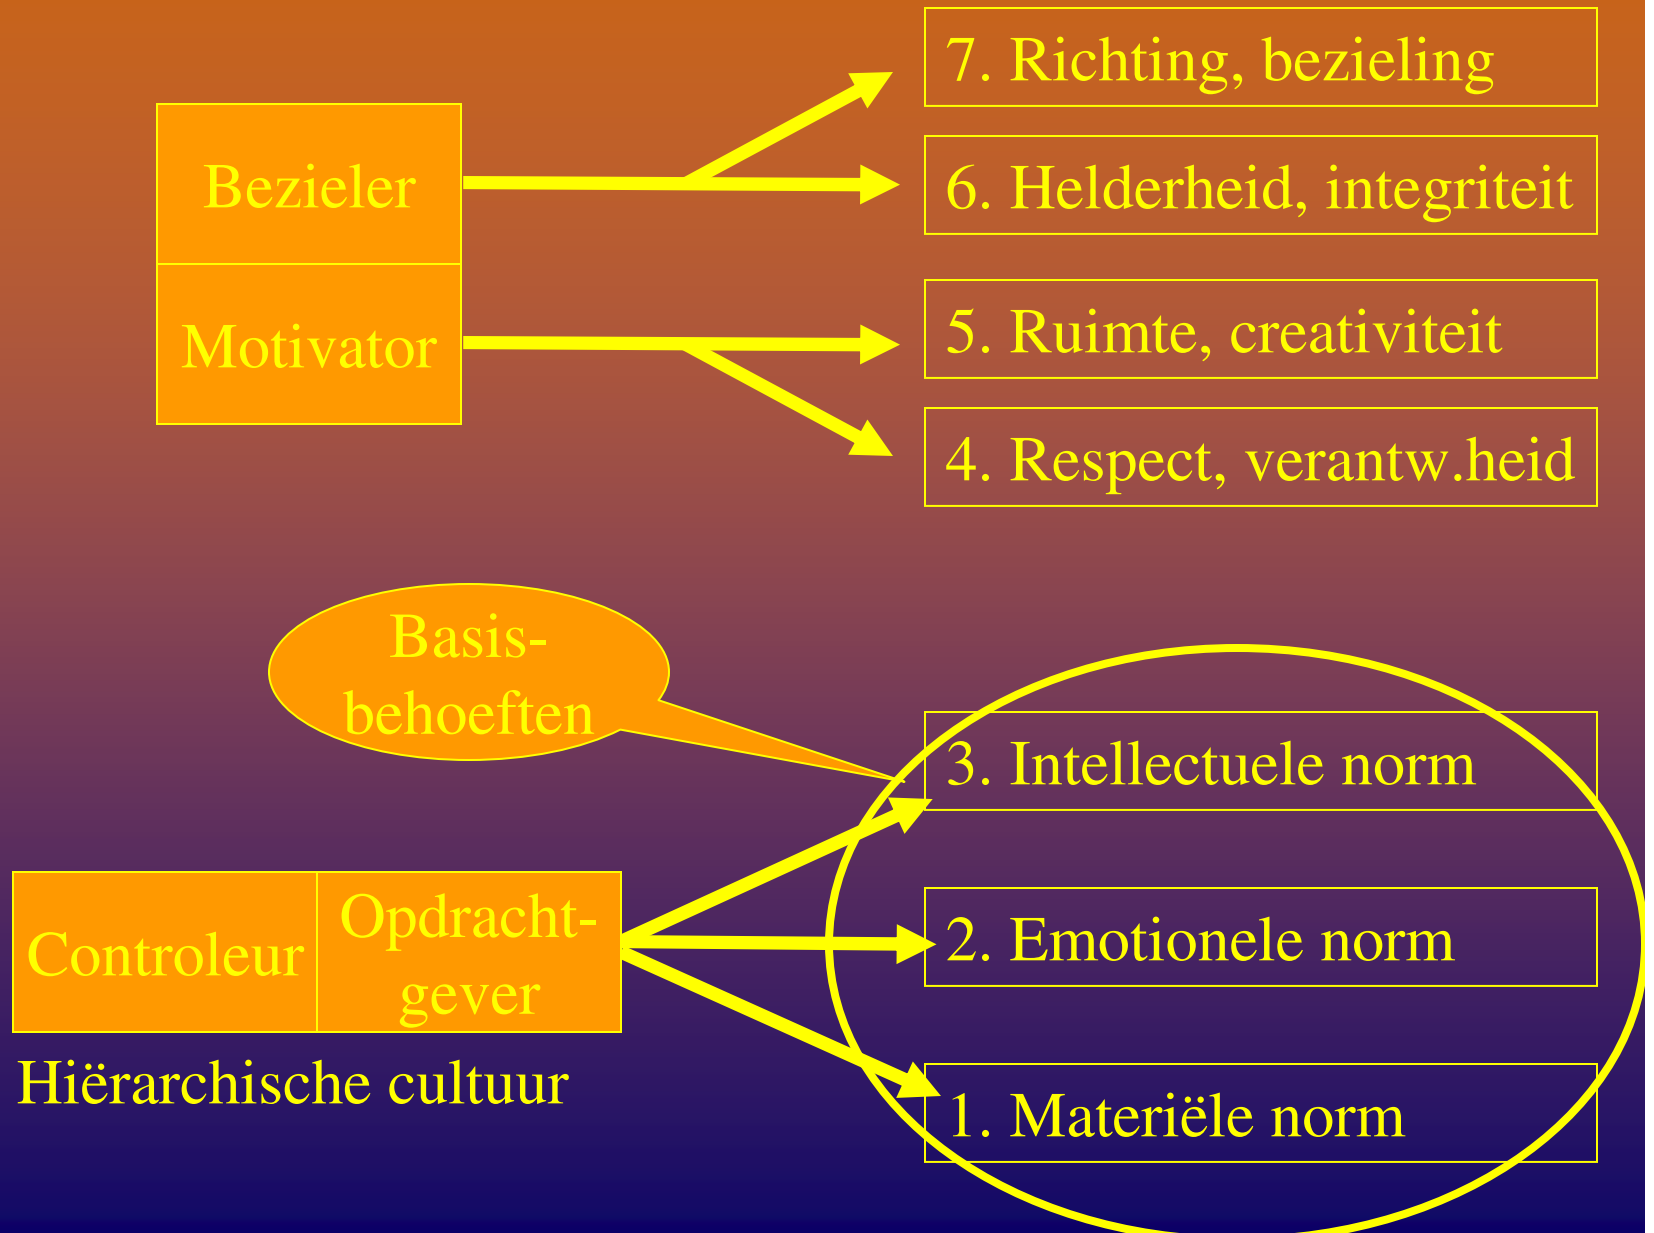 7. Richting, bezieling
Bezieler
6. Helderheid, integriteit
Motivator
5. Ruimte, creativiteit
4. Respect, verantw.heid
Basis-
behoeften
3. Intellectuele norm
Controleur
Opdracht-
gever
2. Emotionele norm
Hiërarchische cultuur
1. Materiële norm